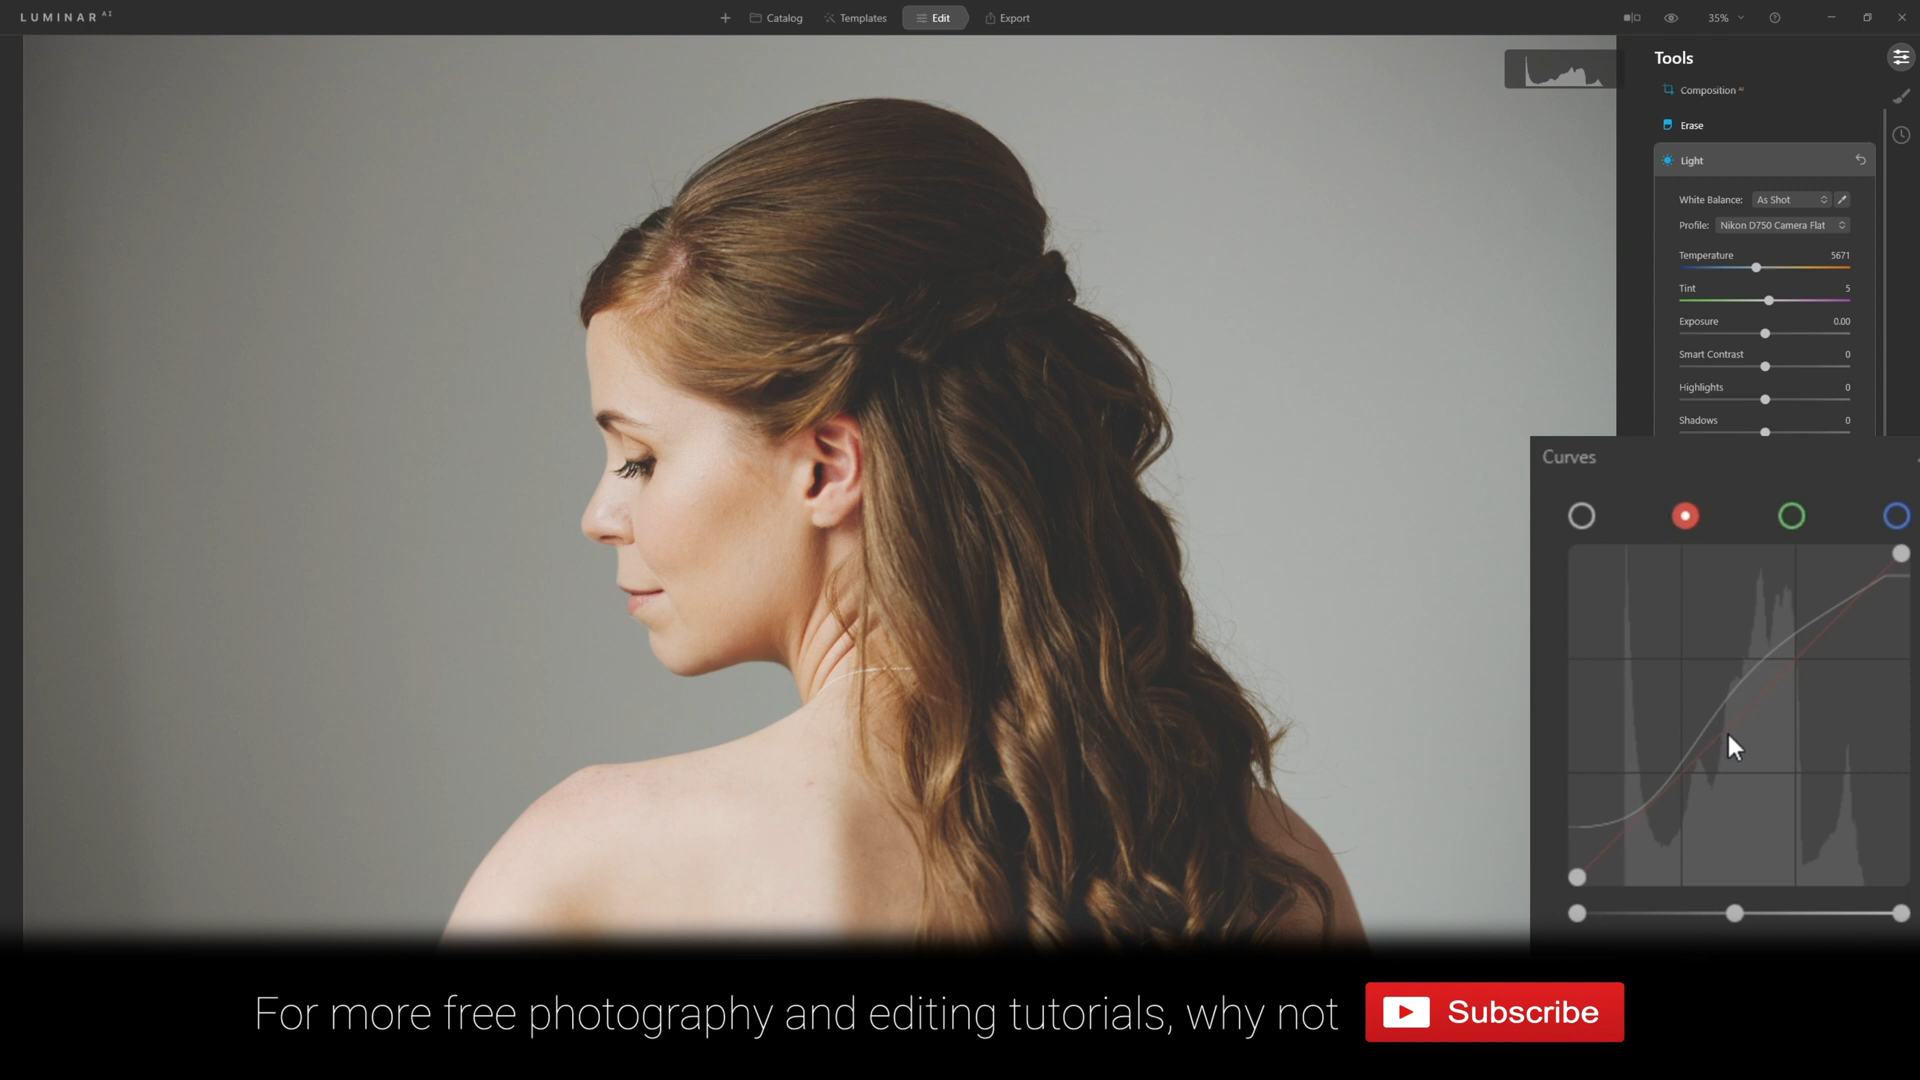 LUMINAR AI
Catalog
Templates
Edit
Export
35%
Tools
Composition AI
Erase
Light
White Balance: As Shot
Profile: Nikon D750 Camera Flat
Temperature 5671
Tint 5
Exposure 0.00
Smart Contrast 0
Highlights 0
Shadows 0
Curves
For more free photography and editing tutorials, why not
Subscribe